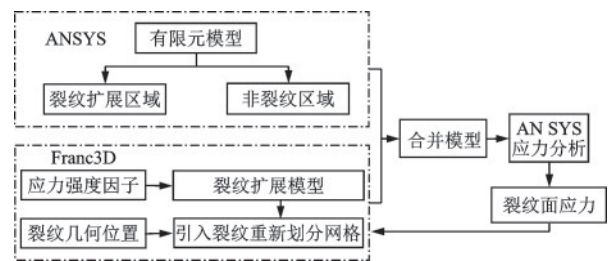 ANSYS
有限元模型
裂纹扩展区域
非裂纹区域
Franc3D
应力强度因子
裂纹扩展模型
裂纹几何位置
引入裂纹重新划分网格
合并模型
AN SYS
应力分析
裂纹面应力